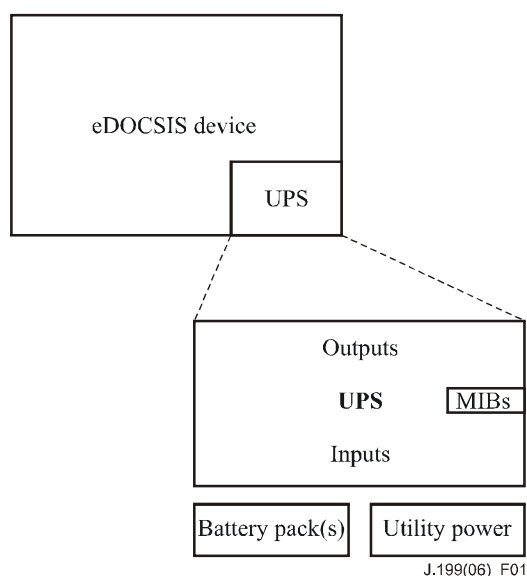 eDOCSIS device
UPS
Outputs
UPS
MIBs
Inputs
Battery pack(s)
Utility power
J.199(06)_F01